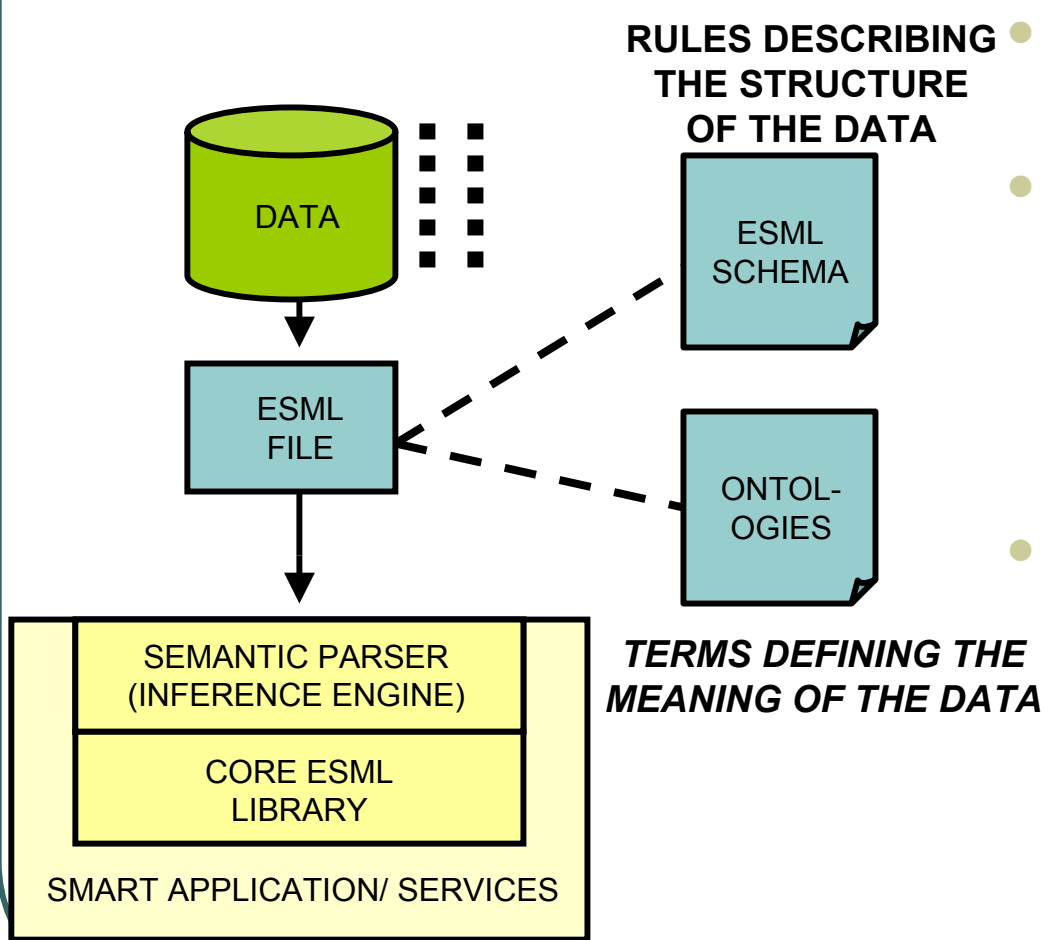 RULES DESCRIBING
THE STRUCTURE
OF THE DATA
DATA
ESML
SCHEMA
ESML
FILE
ONTOL-
OGIES
SEMANTIC PARSER
(INFERENCE ENGINE)
TERMS DEFINING THE
MEANING OF THE DATA
CORE ESML
LIBRARY
SMART APPLICATION/ SERVICES